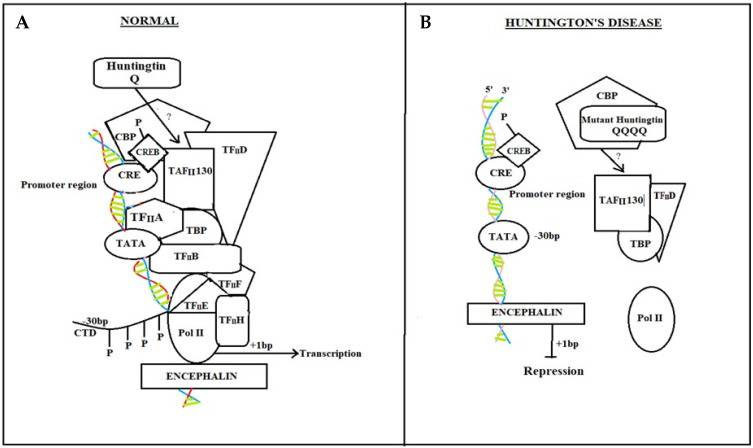 A
NORMAL
Huntingtin
Q
?
P
CBP
CREB
TFIID
CRE
TAFII130
Promoter region
TFIIA
TBP
TATA
TFIIB
TFIIF
TFIIE
-30bp
CTD
Pol II
TFIIH
P
P
P
P
+1bp
Transcription
ENCEPHALIN
B
HUNTINGTON'S DISEASE
5' 3'
CBP
P
Mutant Huntingtin
QQQQ
CREB
?
CRE
Promoter region
TAFII130
TFIID
TATA
-30bp
TBP
ENCEPHALIN
Pol II
+1bp
Repression